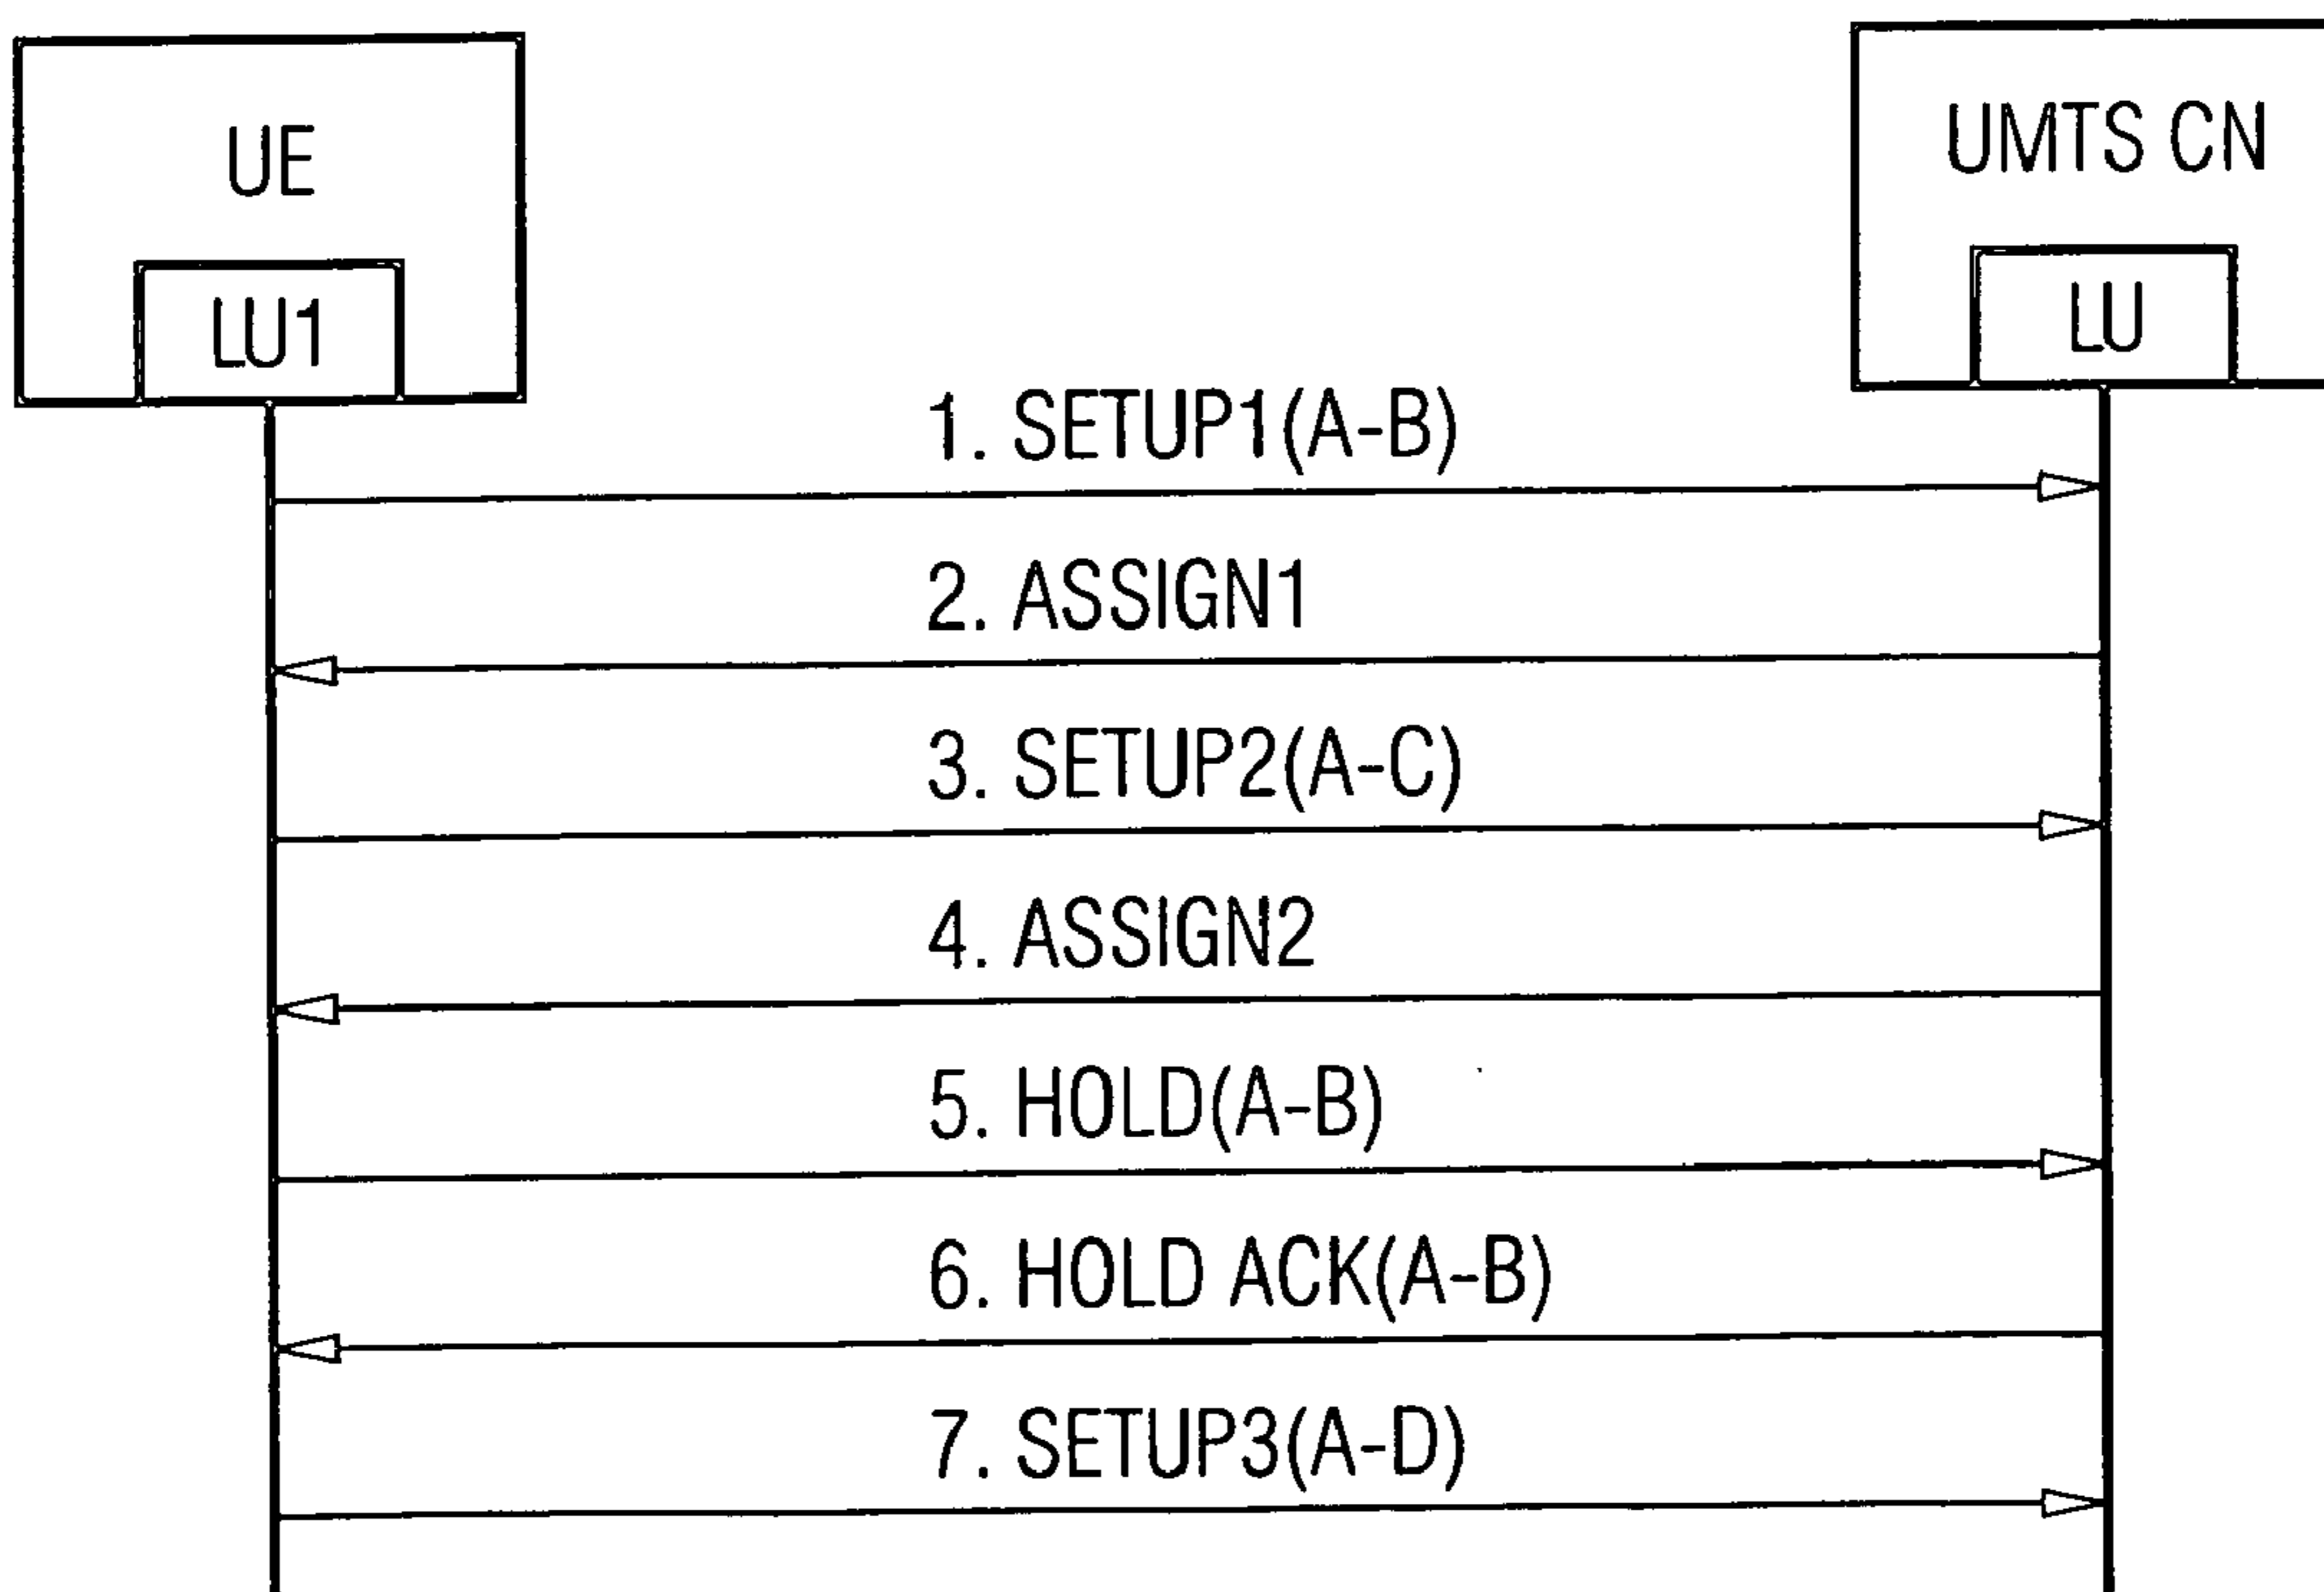 UE
UMTS CN
LU1
LU
1. SETUP1(A-B)
2. ASSIGN1
3. SETUP2(A-C)
4. ASSIGN2
5. HOLD(A-B)
6. HOLD ACK(A-B)
7. SETUP3(A-D)